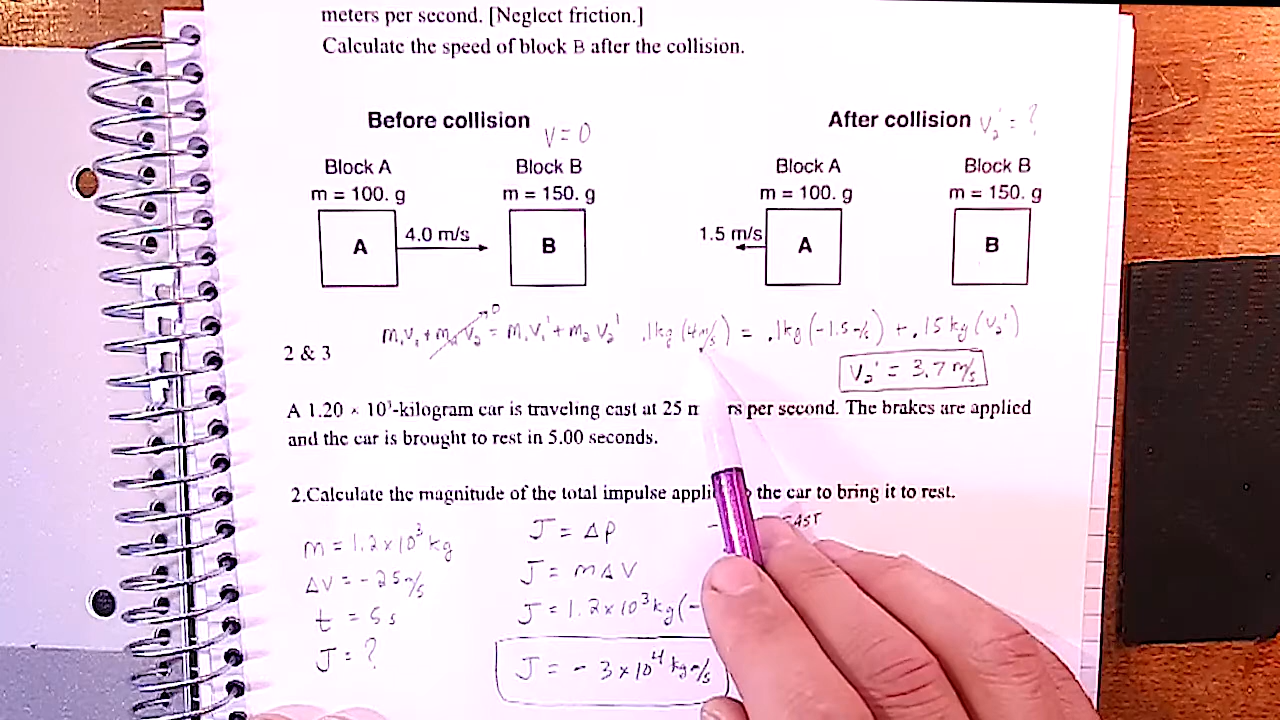 meters per second. [Neglect friction.]
Calculate the speed of block B after the collision.
Before collision
V = 0
After collision V₂' = ?
Block A
m = 100. g
Block B
m = 150. g
Block A
m = 100. g
Block B
m = 150. g
A
4.0 m/s
B
1.5 m/s
A
B
m₁V₁ + m₂V₂ = m₁V₁' + m₂V₂' .1kg (4m/s) = .1kg (-1.5m/s) + .15kg (V₂')
0
2 & 3
V₂' = 3.7 m/s
A 1.20 × 10³-kilogram car is traveling east at 25 m rs per second. The brakes are applied
and the car is brought to rest in 5.00 seconds.
2.Calculate the magnitude of the total impulse appli the car to bring it to rest.
m = 1.2 x 10³ kg
ΔV = -25 m/s
t = 5 s
J = ?
J = ΔP
J = mΔV
J = 1.2 x 10³ kg (-
J = - 3 x 10⁴ kg m/s
- EAST